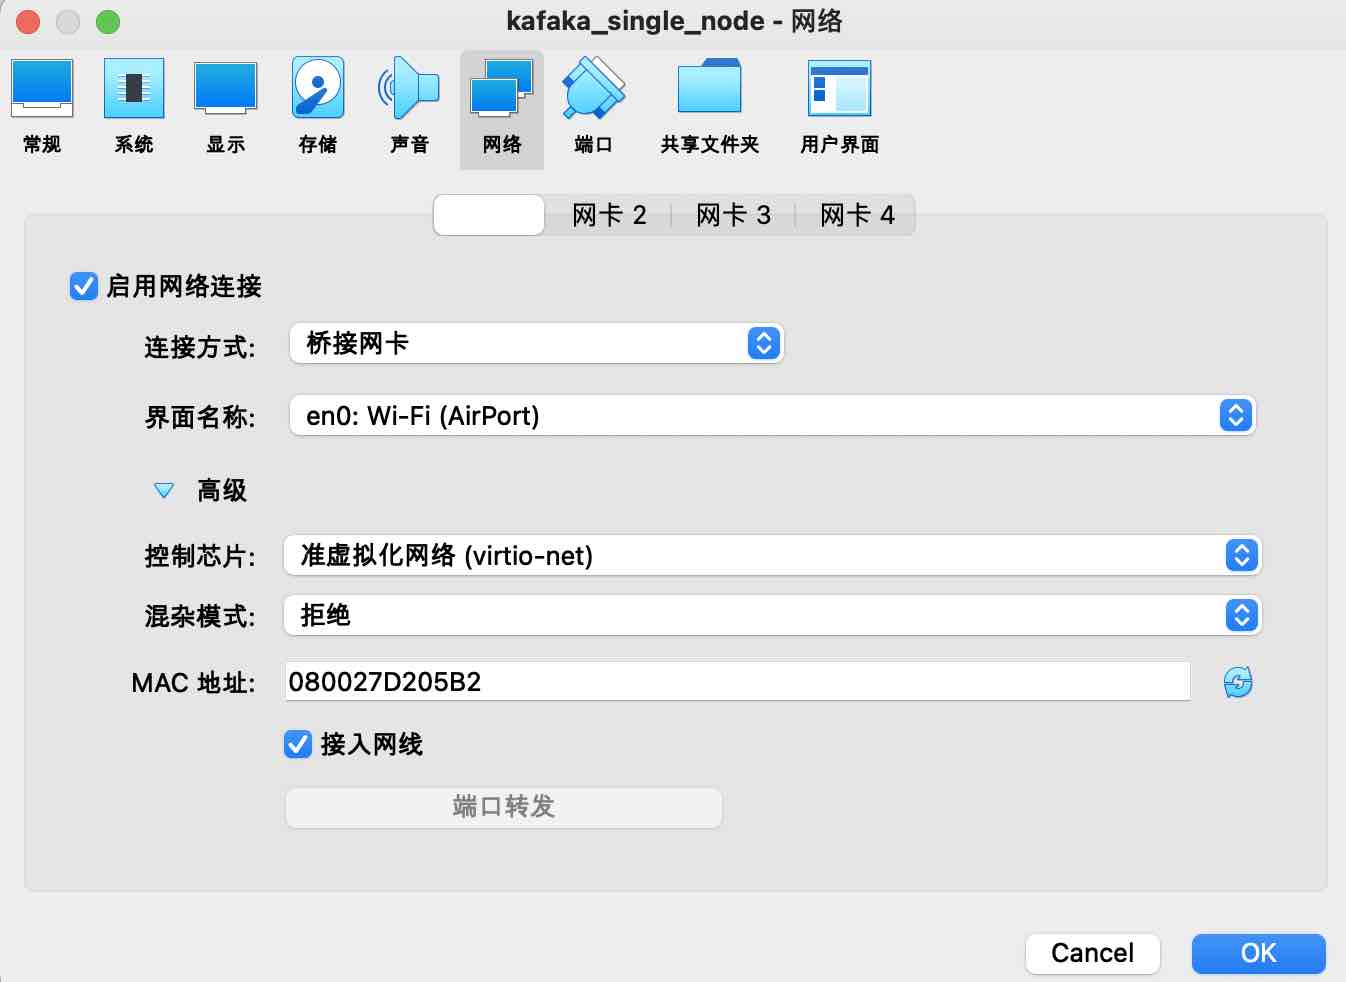 kafaka_single_node - 网络
常规 系统 显示 存储 声音 网络 端口 共享文件夹 用户界面
网卡 2 网卡 3 网卡 4
启用网络连接
连接方式: 桥接网卡
界面名称: en0: Wi-Fi (AirPort)
高级
控制芯片: 准虚拟化网络 (virtio-net)
混杂模式: 拒绝
MAC 地址: 080027D205B2
接入网线
端口转发
Cancel OK